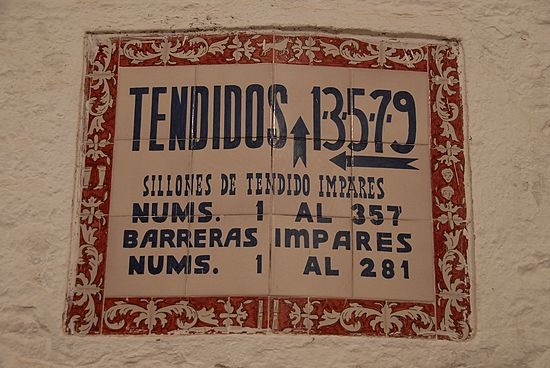 TENDIDOS 1-3-5-7-9
SILLONES DE TENDIDO IMPARES
NUMS. 1 AL 357
BARRERAS IMPARES
NUMS. 1 AL 281